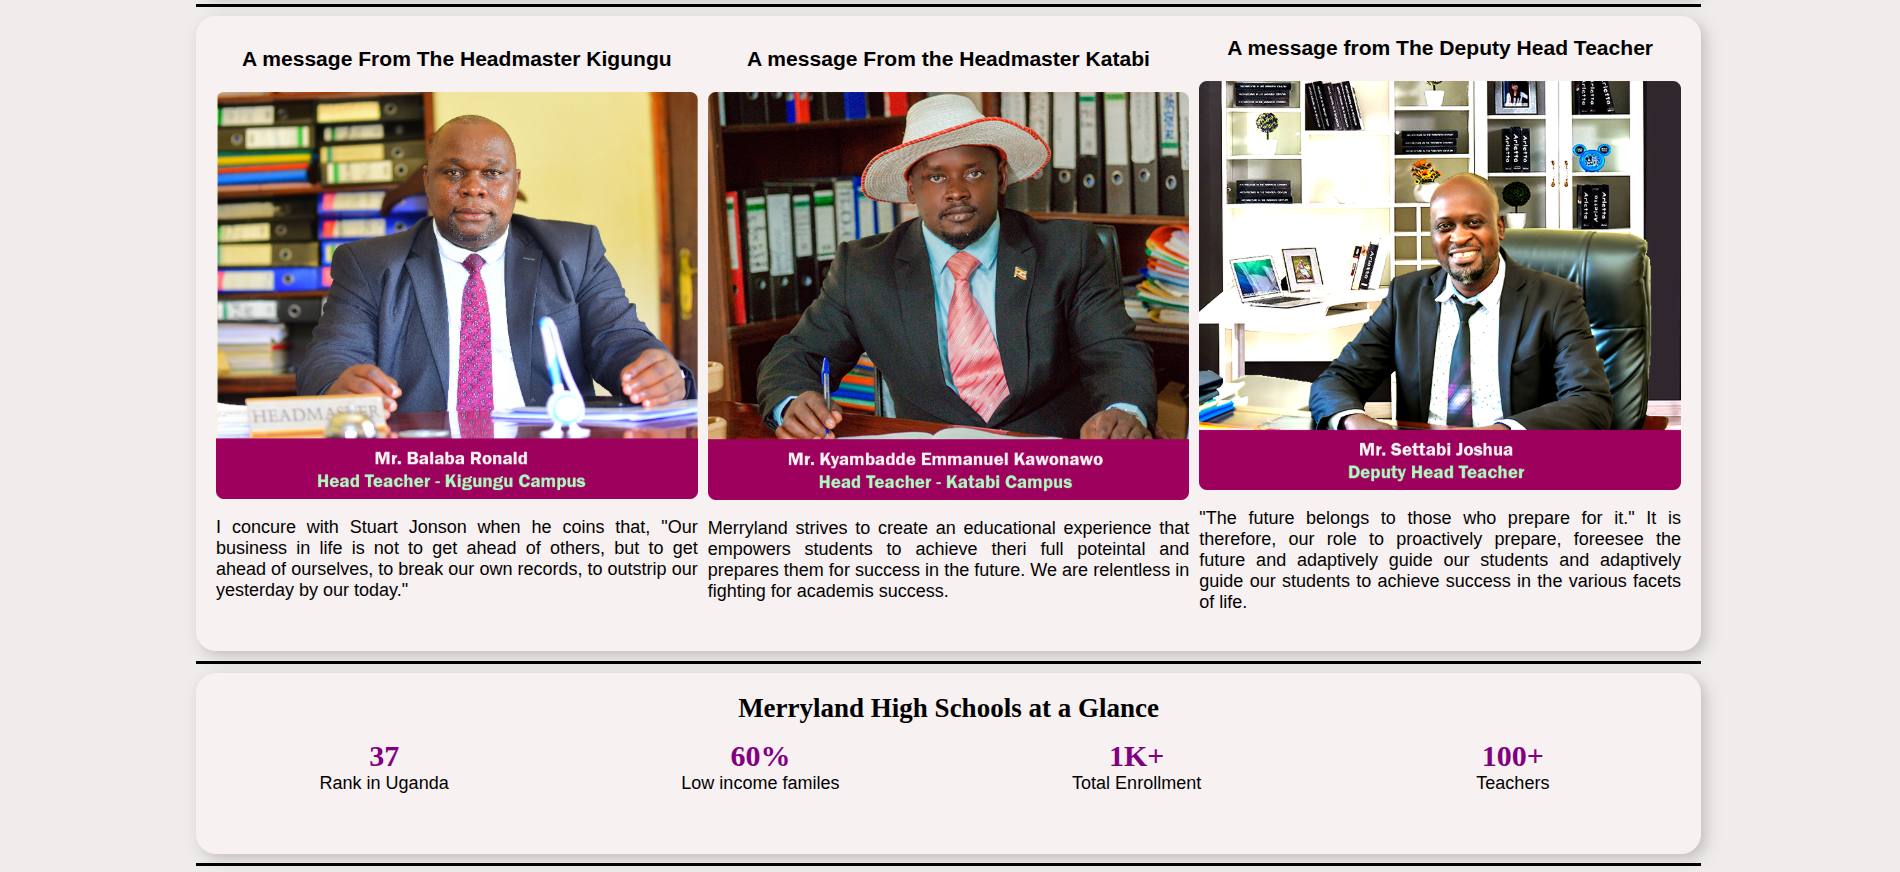 A message From The Headmaster Kigungu
HEADMASTER
Mr. Balaba Ronald
Head Teacher - Kigungu Campus
I concure with Stuart Jonson when he coins that, "Our
business in life is not to get ahead of others, but to get
ahead of ourselves, to break our own records, to outstrip our
yesterday by our today."
A message From the Headmaster Katabi
Mr. Kyambadde Emmanuel Kawonawo
Head Teacher - Katabi Campus
Merryland strives to create an educational experience that
empowers students to achieve theri full poteintal and
prepares them for success in the future. We are relentless in
fighting for academis success.
A message from The Deputy Head Teacher
Arletta
Arletta
Mr. Settabi Joshua
Deputy Head Teacher
"The future belongs to those who prepare for it." It is
therefore, our role to proactively prepare, foreesee the
future and adaptively guide our students and adaptively
guide our students to achieve success in the various facets
of life.
Merryland High Schools at a Glance
37
Rank in Uganda
60%
Low income familes
1K+
Total Enrollment
100+
Teachers